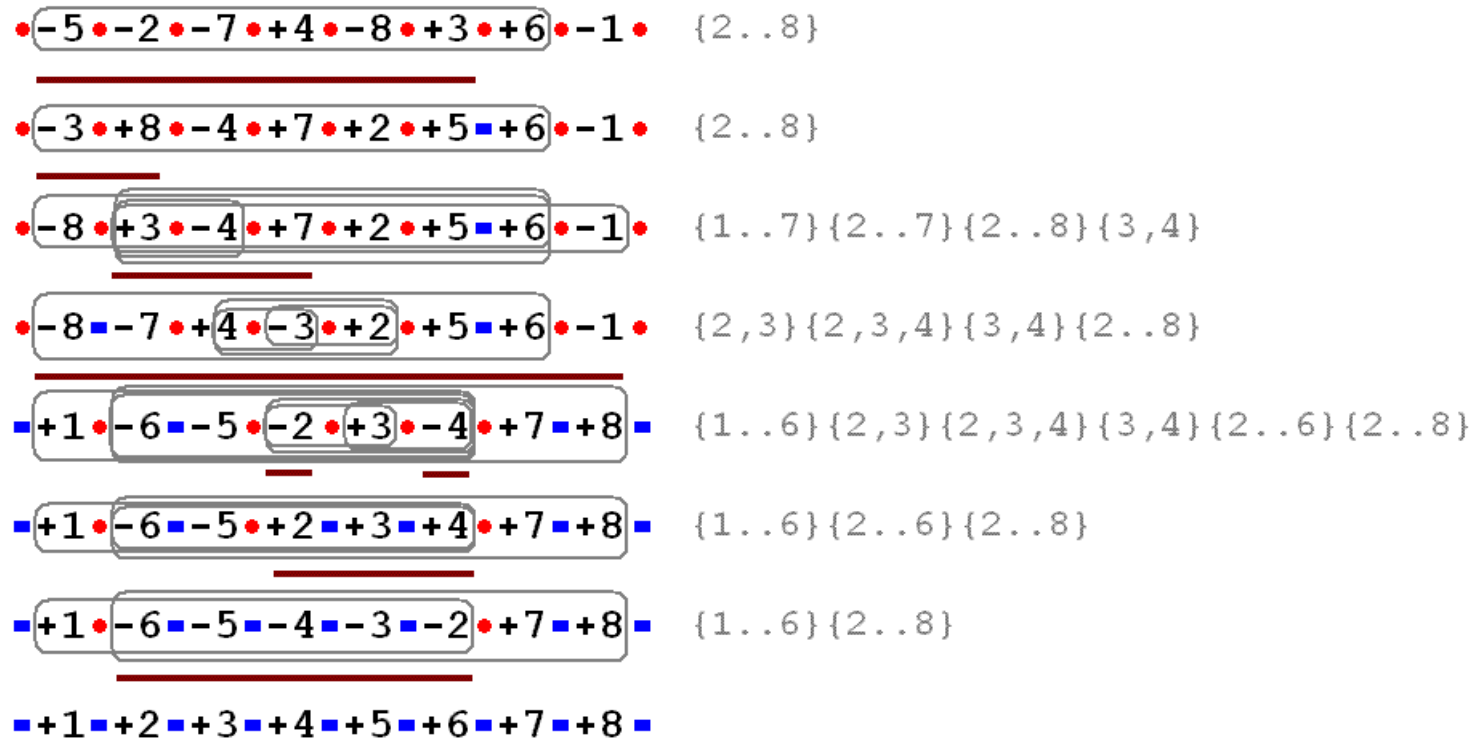 -5 -2 -7 +4 -8 +3 +6 -1 {2..8}
-3 +8 -4 +7 +2 +5 +6 -1 {2..8}
-8 +3 -4 +7 +2 +5 +6 -1 {1..7}{2..7}{2..8}{3,4}
-8 -7 +4 -3 +2 +5 +6 -1 {2,3}{2,3,4}{3,4}{2..8}
+1 -6 -5 -2 +3 -4 +7 +8 {1..6}{2,3}{2,3,4}{3,4}{2..6}{2..8}
+1 -6 -5 +2 +3 +4 +7 +8 {1..6}{2..6}{2..8}
+1 -6 -5 -4 -3 -2 +7 +8 {1..6}{2..8}
+1 +2 +3 +4 +5 +6 +7 +8